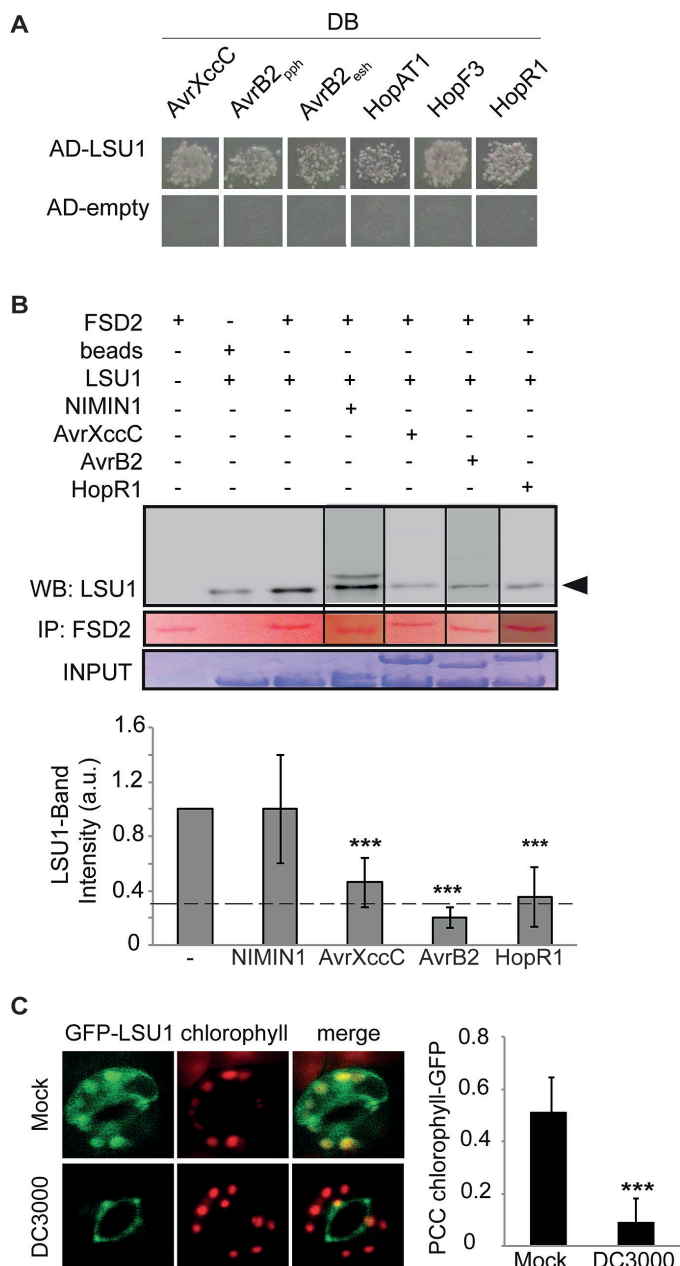 A
DB
AvrXccC AvrB2pph AvrB2esh HopAT1 HopF3 HopR1
AD-LSU1
AD-empty
B
FSD2 + - + + + + +
beads - + - - - - -
LSU1 - + + + + + +
NIMIN1 - - - + - - -
AvrXccC - - - - + - -
AvrB2 - - - - - + -
HopR1 - - - - - - +
WB: LSU1
IP: FSD2
INPUT
LSU1-Band
Intensity (a.u.)
1.6
1.2
0.8
0.4
0
*** *** ***
- NIMIN1 AvrXccC AvrB2 HopR1
C
GFP-LSU1 chlorophyll merge
Mock
DC3000
PCC chlorophyll-GFP
0.8
0.6
0.4
0.2
0
***
Mock DC3000